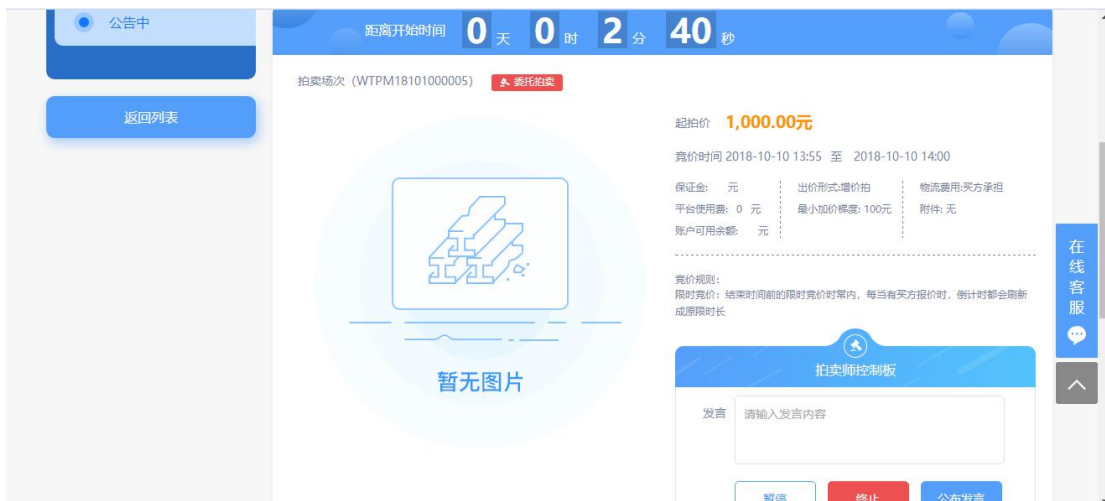 公告中
返回列表
距离开始时间 0 天 0 时 2 分 40 秒
拍卖场次（WTPM18101000005） 委托拍卖
暂无图片
起拍价 1,000.00元
竞价时间 2018-10-10 13:55 至 2018-10-10 14:00
保证金: 元 出价形式:增价拍 物流费用:买方承担
平台使用费: 0 元 最小加价梯度: 100元 附件: 无
账户可用余额: 元
竞价规则：
限时竞价：结束时间前的限时竞价时常内，每当有买方报价时，倒计时都会刷新
成原限时长
拍卖师控制板
发言 请输入发言内容
暂停 终止 公布发言
在线客服